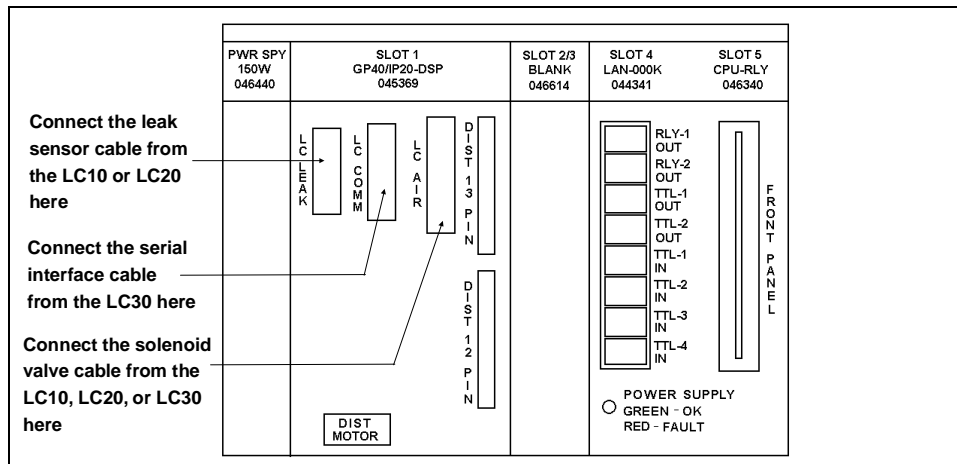 PWR SPY
150W
046440
SLOT 1
GP40/IP20-DSP
045369
SLOT 2/3
BLANK
046614
SLOT 4
LAN-000K
044341
SLOT 5
CPU-RLY
046340
Connect the leak
sensor cable from
the LC10 or LC20
here
Connect the serial
interface cable
from the LC30 here
Connect the solenoid
valve cable from the
LC10, LC20, or LC30
here
LC LEAK
LC COMM
LC AIR
DIST 13 PIN
DIST 12 PIN
DIST
MOTOR
RLY-1
OUT
RLY-2
OUT
TTL-1
OUT
TTL-2
OUT
TTL-1
IN
TTL-2
IN
TTL-3
IN
TTL-4
IN
FRONT PANEL
POWER SUPPLY
GREEN - OK
RED - FAULT